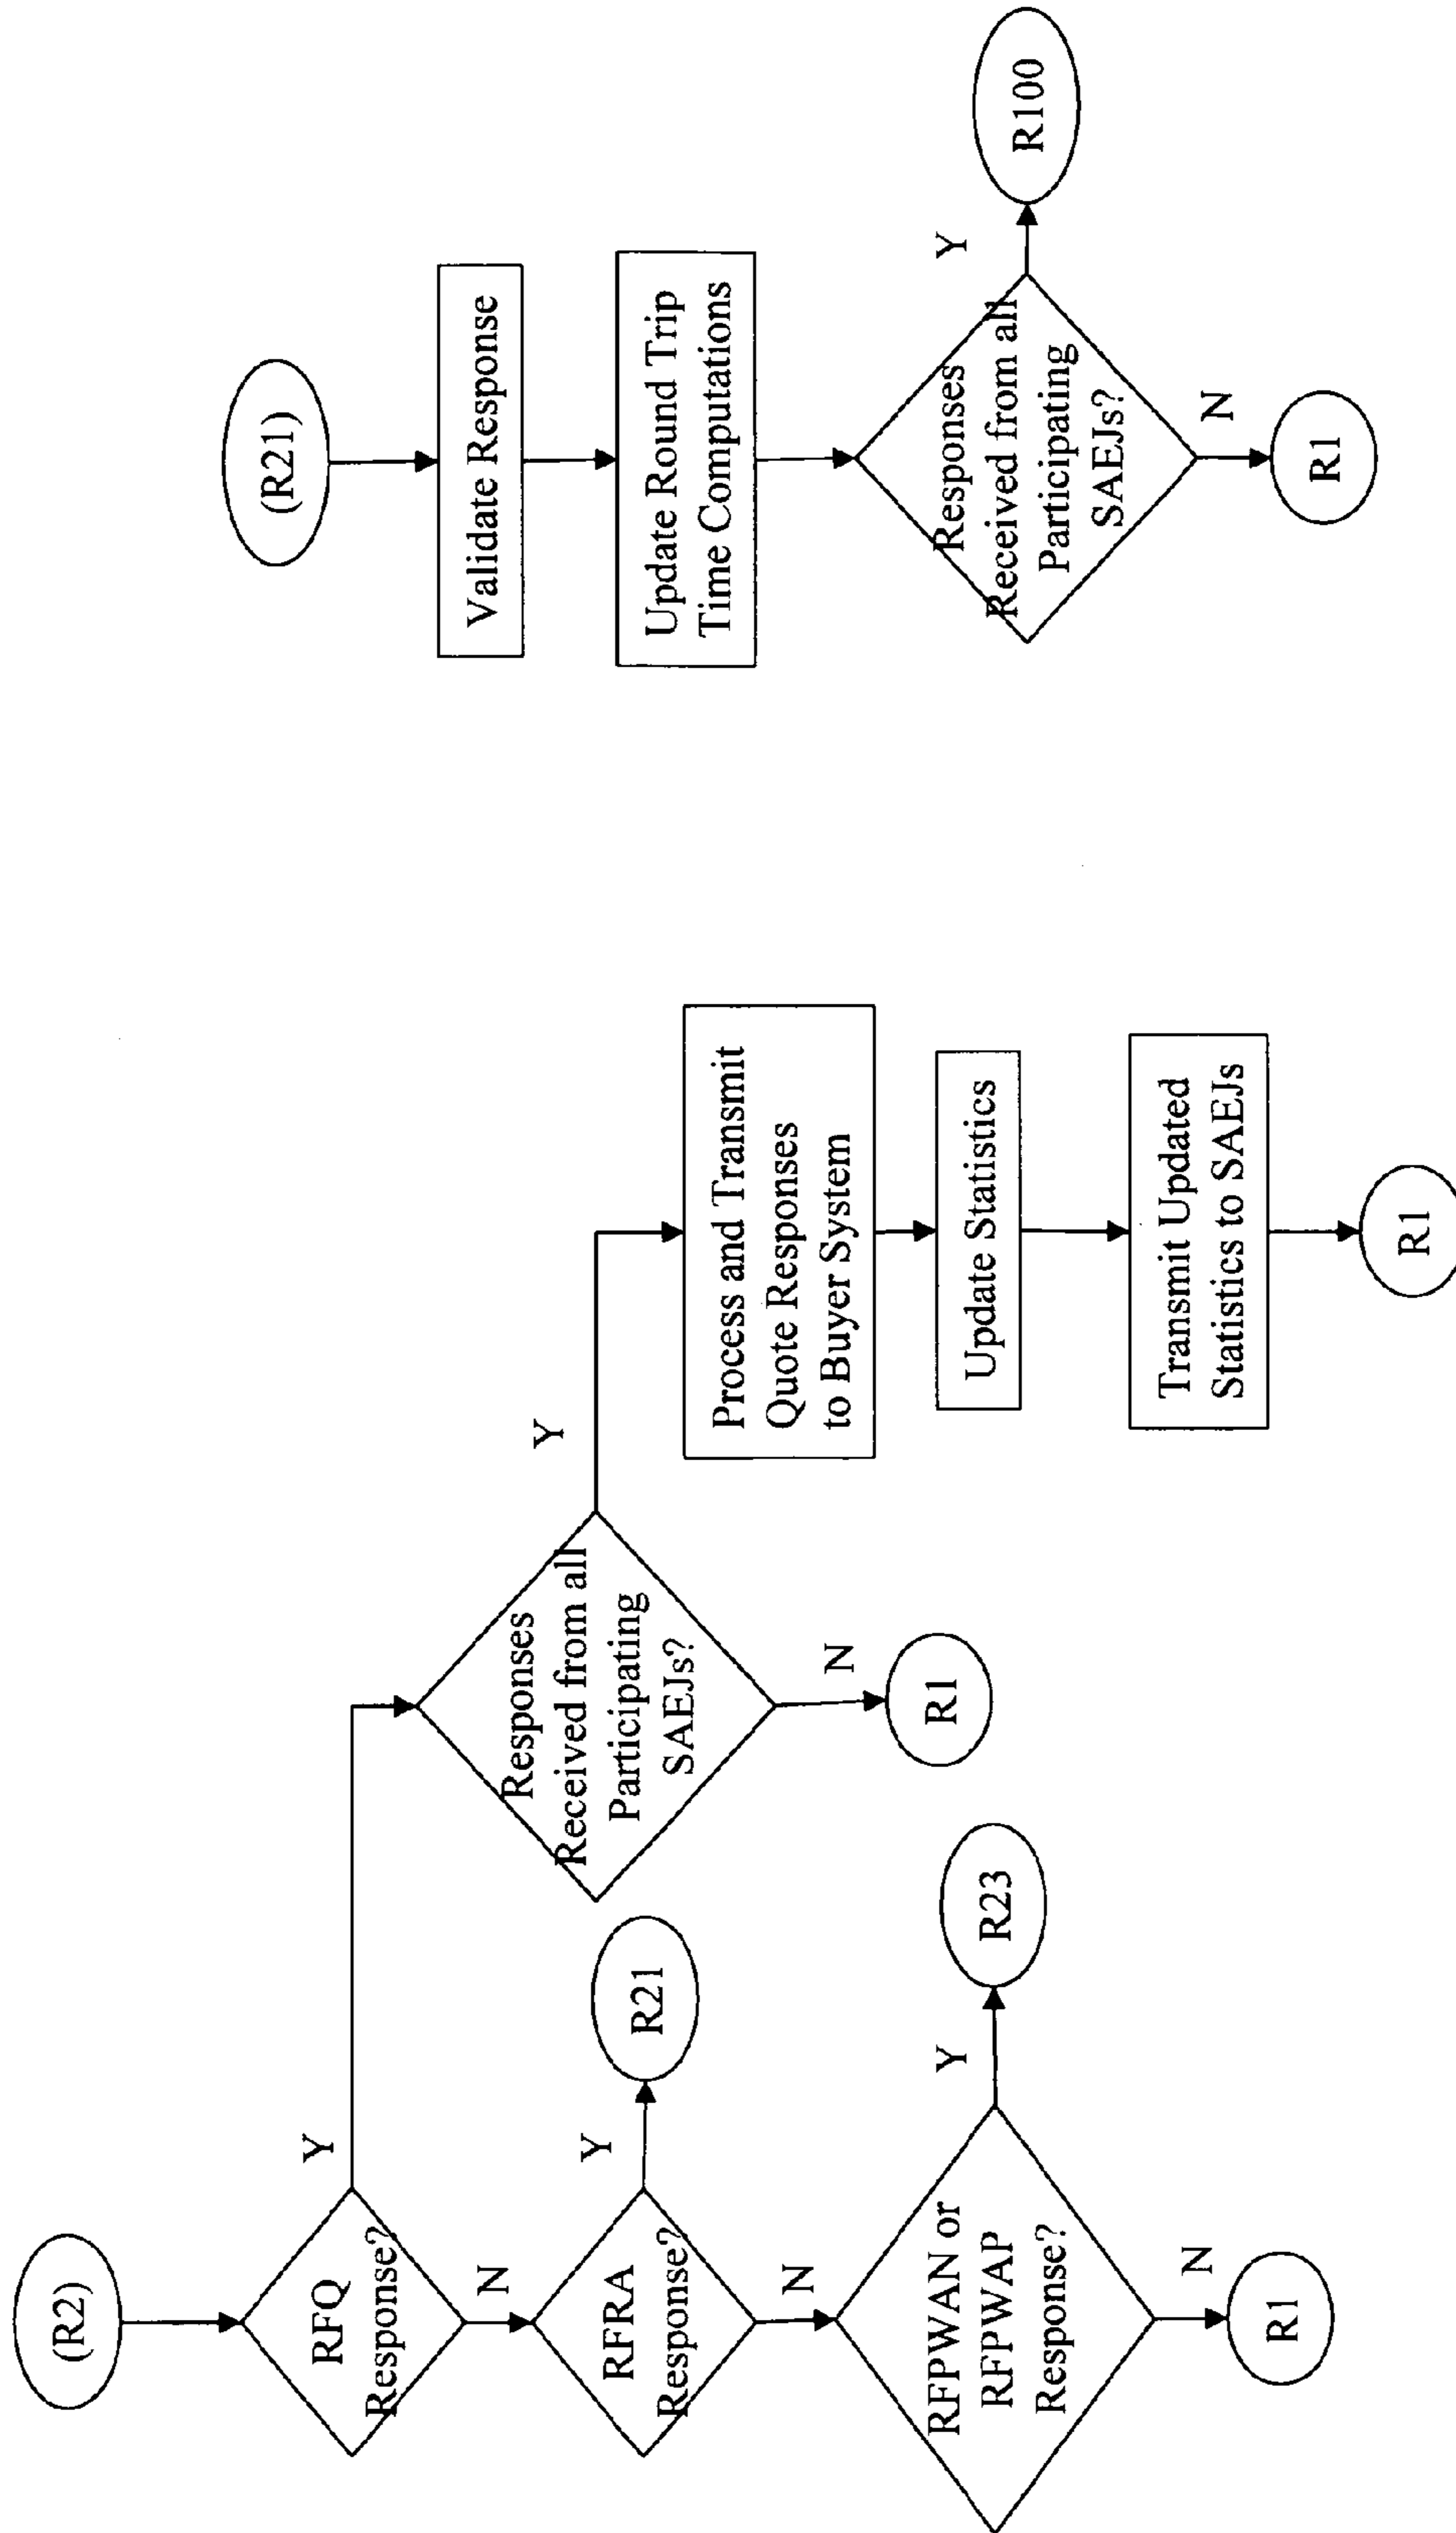 (R2)
RFQ
Response?
Y
N
RFRA
Response?
Y
R21
N
RFPWAN or
RFPWAP
Response?
Y
R23
N
R1
Responses
Received from all
Participating
SAEJs?
Y
N
R1
Process and Transmit
Quote Responses
to Buyer System
Update Statistics
Transmit Updated
Statistics to SAEJs
R1
(R21)
Validate Response
Update Round Trip
Time Computations
Responses
Received from all
Participating
SAEJs?
Y
R100
N
R1